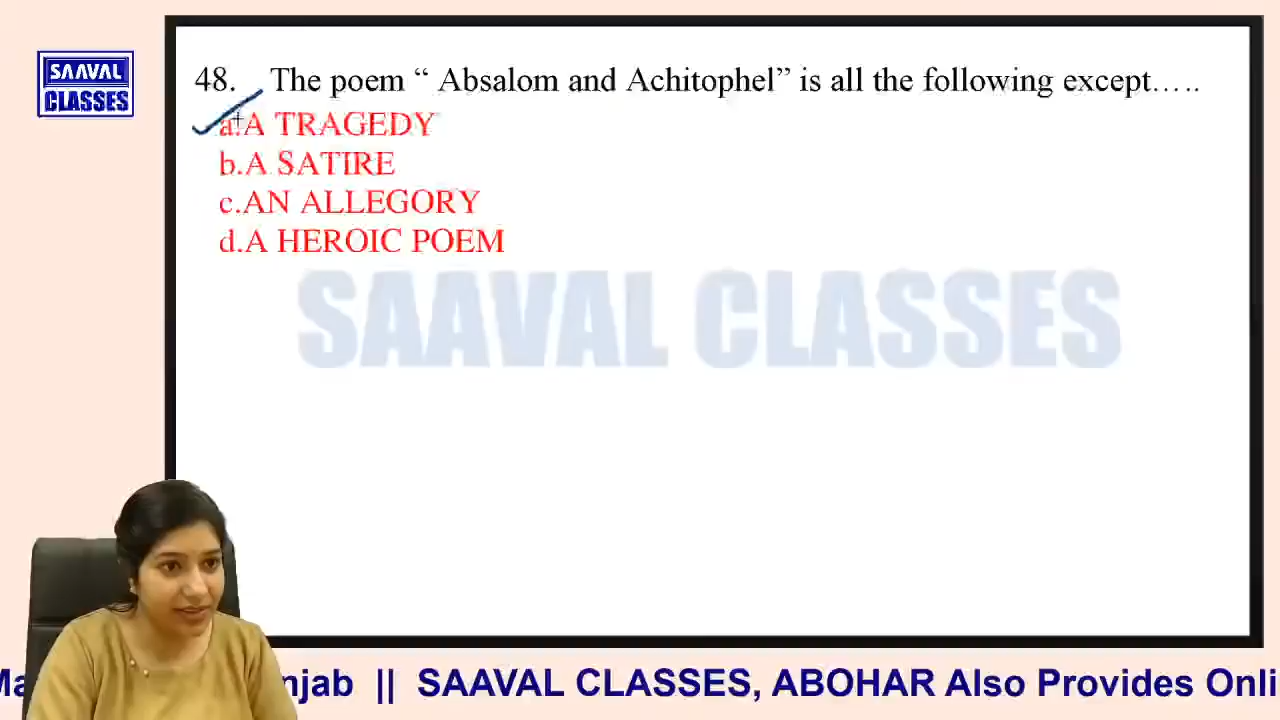 SAAVAL
CLASSES
48. The poem “ Absalom and Achitophel” is all the following except…..
a.A TRAGEDY
b.A SATIRE
c.AN ALLEGORY
d.A HEROIC POEM
SAAVAL CLASSES
njab || SAAVAL CLASSES, ABOHAR Also Provides Onli